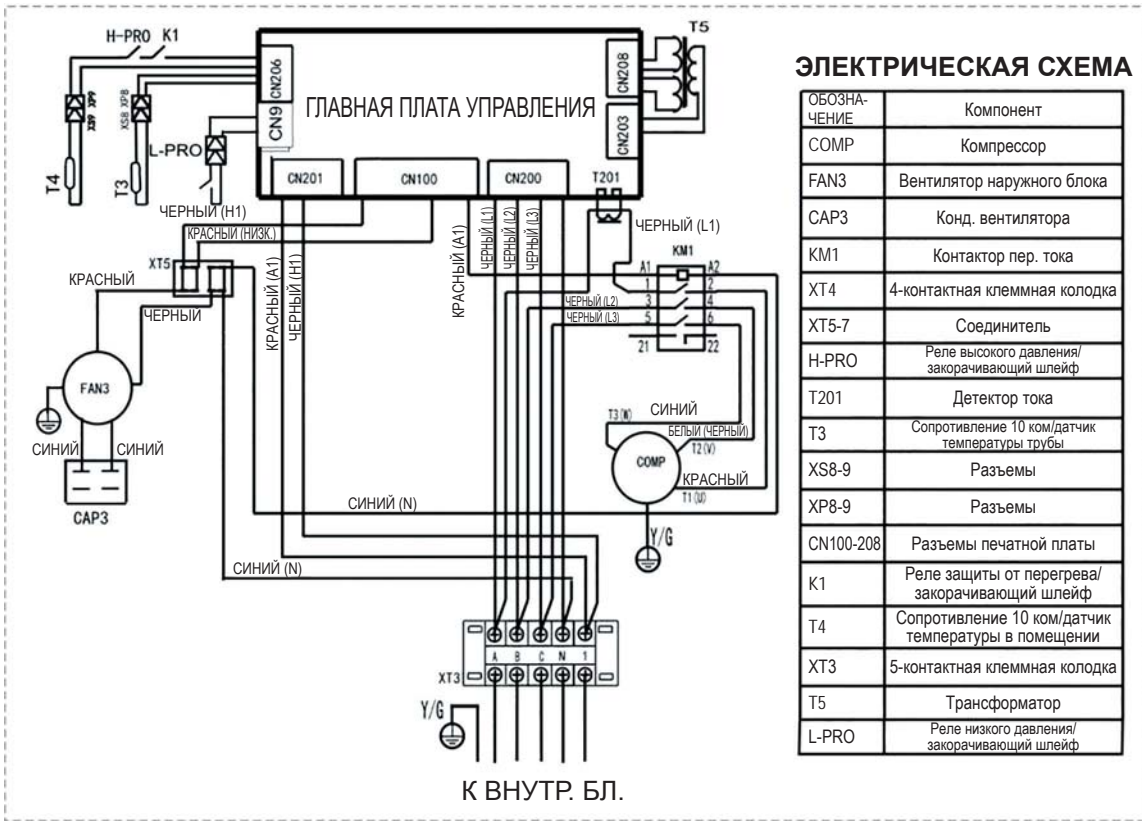 H-PRO K1
T5
CN206
CN208
XS9 XP9
XS8 XP8
ГЛАВНАЯ ПЛАТА УПРАВЛЕНИЯ
CN9
CN203
L-PRO
T4
T3
CN201
CN100
CN200
T201
ЧЕРНЫЙ (H1)
КРАСНЫЙ (НИЗК.)
КРАСНЫЙ (A1)
ЧЕРНЫЙ (L1)
ЧЕРНЫЙ (L2)
ЧЕРНЫЙ (L3)
ЧЕРНЫЙ (L1)
KM1
XT5
КРАСНЫЙ
ЧЕРНЫЙ
КРАСНЫЙ (A1)
ЧЕРНЫЙ (H1)
A1 A2
1 2
3 4
5 6
21 22
ЧЕРНЫЙ (L2)
ЧЕРНЫЙ (L3)
FAN3
СИНИЙ СИНИЙ
CAP3
T3(W)
СИНИЙ
БЕЛЫЙ (ЧЕРНЫЙ)
T2(V)
COMP
КРАСНЫЙ
T1(U)
Y/G
СИНИЙ (N)
СИНИЙ (N)
A B C N 1
XT3
Y/G
К ВНУТР. БЛ.
ЭЛЕКТРИЧЕСКАЯ СХЕМА
ОБОЗНА-
ЧЕНИЕ
Компонент
COMP Компрессор
FAN3 Вентилятор наружного блока
CAP3 Конд. вентилятора
KM1 Контактор пер. тока
XT4 4-контактная клеммная колодка
XT5-7 Соединитель
H-PRO Реле высокого давления/
закорачивающий шлейф
T201 Детектор тока
T3 Сопротивление 10 ком/датчик
температуры трубы
XS8-9 Разъемы
XP8-9 Разъемы
CN100-208 Разъемы печатной платы
K1 Реле защиты от перегрева/
закорачивающий шлейф
T4 Сопротивление 10 ком/датчик
температуры в помещении
XT3 5-контактная клеммная колодка
T5 Трансформатор
L-PRO Реле низкого давления/
закорачивающий шлейф